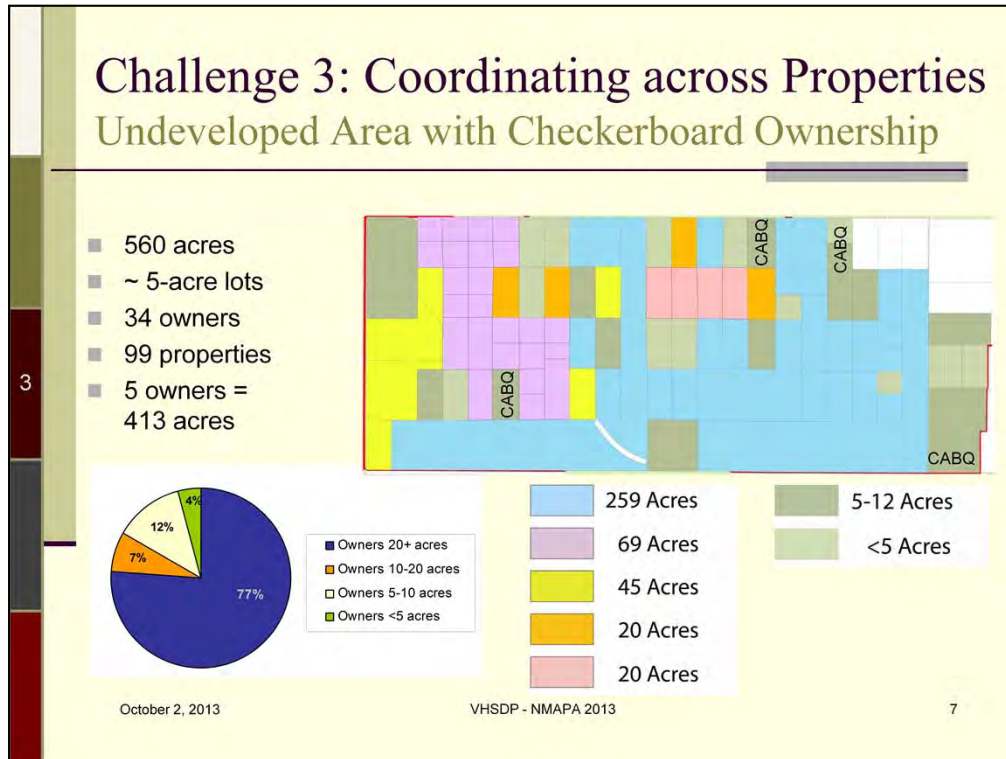 Challenge 3: Coordinating across Properties
Undeveloped Area with Checkerboard Ownership
560 acres
~ 5-acre lots
34 owners
99 properties
5 owners =
413 acres
3
CABQ
CABQ
CABQ
CABQ
4%
12%
7%
77%
Owners 20+ acres
Owners 10-20 acres
Owners 5-10 acres
Owners <5 acres
259 Acres
69 Acres
45 Acres
20 Acres
20 Acres
5-12 Acres
<5 Acres
October 2, 2013
VHSDP - NMAPA 2013
7